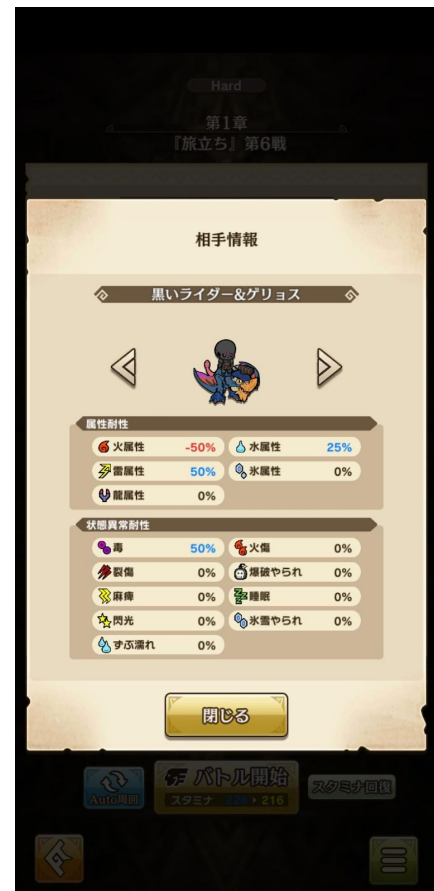 Hard
第1章
『旅立ち』第6戦
相手情報
黒いライダー&ゲリョス
属性耐性
火属性 -50% 水属性 25%
雷属性 50% 氷属性 0%
龍属性 0%
状態異常耐性
毒 50% 火傷 0%
裂傷 0% 爆破やられ 0%
麻痺 0% 睡眠 0%
閃光 0% 氷雪やられ 0%
ずぶ濡れ 0%
閉じる
Auto周回 バトル開始 スタミナ回復
スタミナ 216